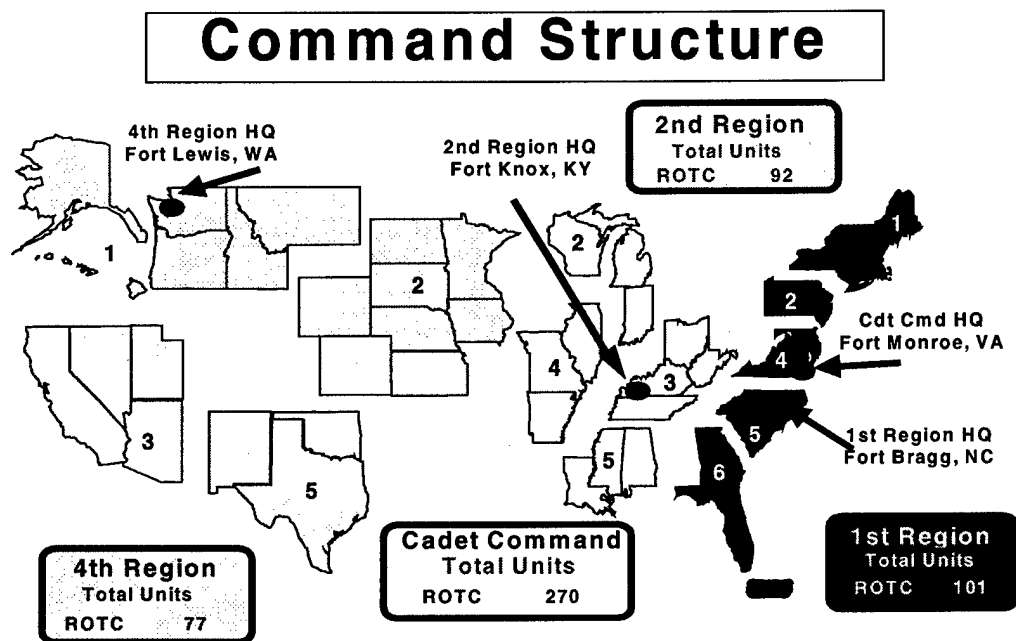 Command Structure
4th Region HQ
Fort Lewis, WA
2nd Region HQ
Fort Knox, KY
2nd Region
Total Units
ROTC 92
1
2
2
1
2
Cdt Cmd HQ
Fort Monroe, VA
4
3
4
3
5
5
5
6
1st Region HQ
Fort Bragg, NC
4th Region
Total Units
ROTC 77
Cadet Command
Total Units
ROTC 270
1st Region
Total Units
ROTC 101